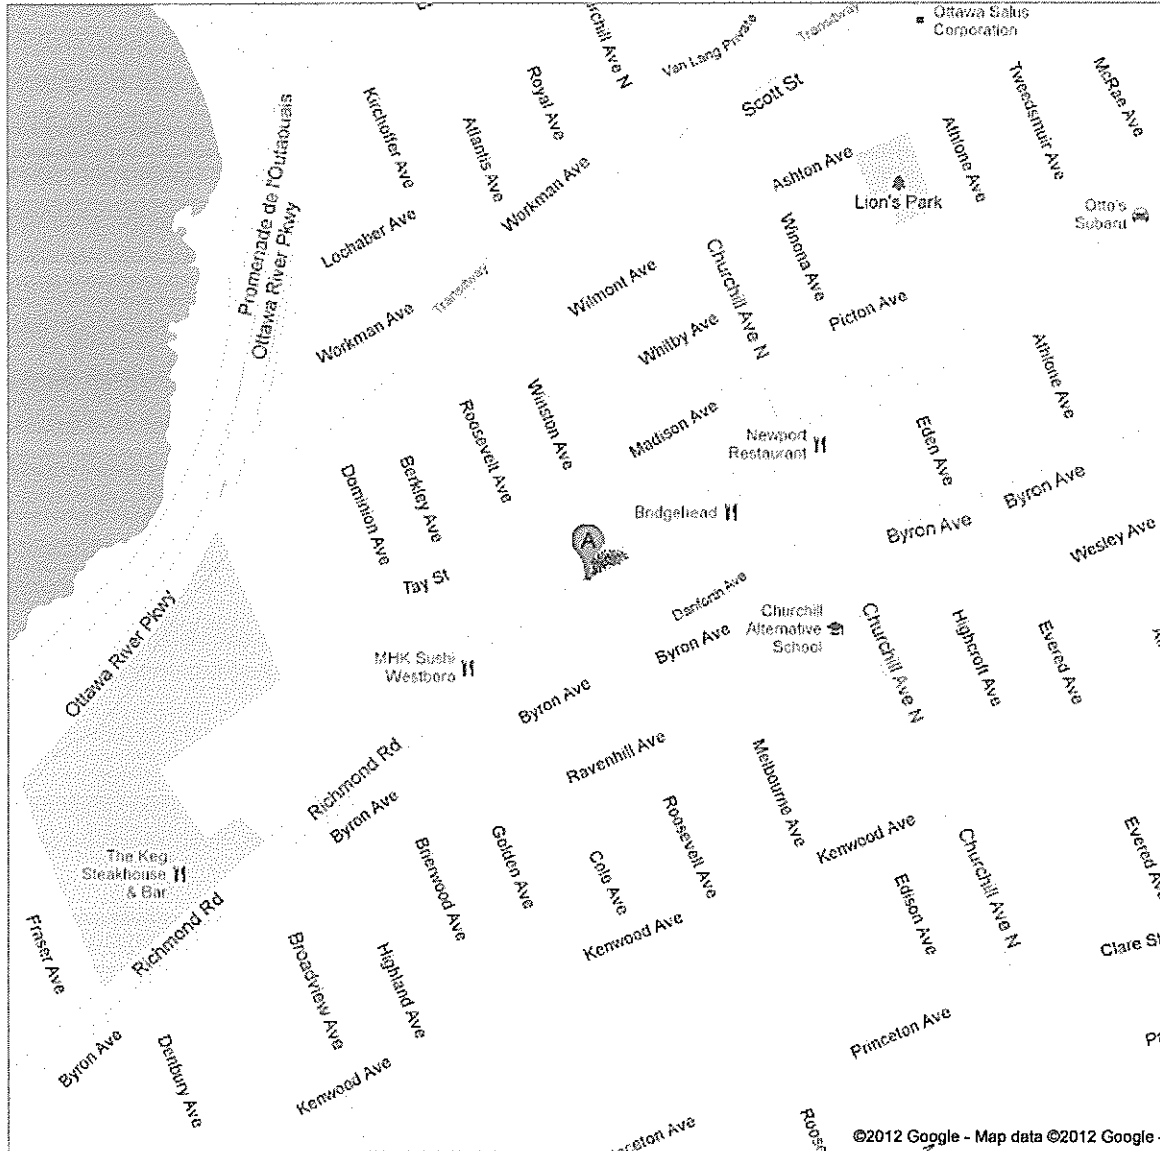 Ottawa Salus
Corporation
Churchill Ave N
Van Lang Private
Transitway
Scott St
McRae Ave
Tweedsmuir Ave
Royal Ave
Kirchoffer Ave
Atlantis Ave
Workman Ave
Ashton Ave
Athlone Ave
Lion's Park
Otto's
Subaru
Promenade de l'Outaouais
Ottawa River Pkwy
Lochaber Ave
Winona Ave
Churchill Ave N
Transitway
Wilmont Ave
Picton Ave
Workman Ave
Whitby Ave
Athlone Ave
Winston Ave
Roosevelt Ave
Madison Ave
Newport
Restaurant
Eden Ave
Berkley Ave
Dominion Ave
Byron Ave
Bridgehead
Byron Ave
Wesley Ave
A
Tay St
Danforth Ave
Churchill
Alternative
School
Churchill Ave N
Highcroft Ave
Evered Ave
Ottawa River Pkwy
Byron Ave
MHK Sushi
Westboro
Byron Ave
Ravenhill Ave
Melbourne Ave
Richmond Rd
Byron Ave
Roosevelt Ave
Kenwood Ave
Golden Ave
Brierwood Ave
Cole Ave
Churchill Ave N
Evered Ave
The Keg
Steakhouse
& Bar
Edison Ave
Richmond Rd
Fraser Ave
Kenwood Ave
Broadview Ave
Highland Ave
Clare St
Princeton Ave
Byron Ave
Denbury Ave
Kenwood Ave
ceton Ave
Roose
©2012 Google - Map data ©2012 Google -